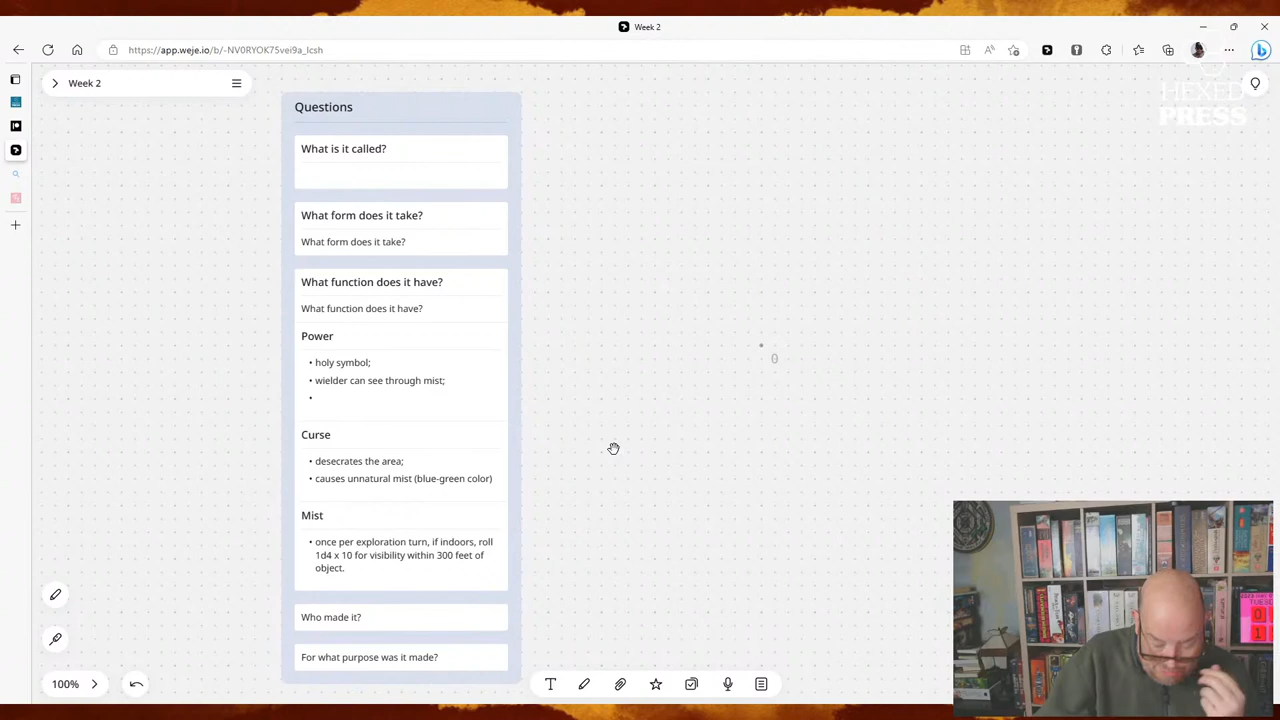 Week 2
https://app.weje.io/b/-NV0RYOK75vei9a_lcsh
Week 2
HEXED
PRESS
Questions
What is it called?
What form does it take?
What form does it take?
What function does it have?
What function does it have?
Power
• holy symbol;
• wielder can see through mist;
•
0
Curse
• desecrates the area;
• causes unnatural mist (blue-green color)
Mist
• once per exploration turn, if indoors, roll
1d4 x 10 for visibility within 300 feet of
object.
Who made it?
For what purpose was it made?
100%